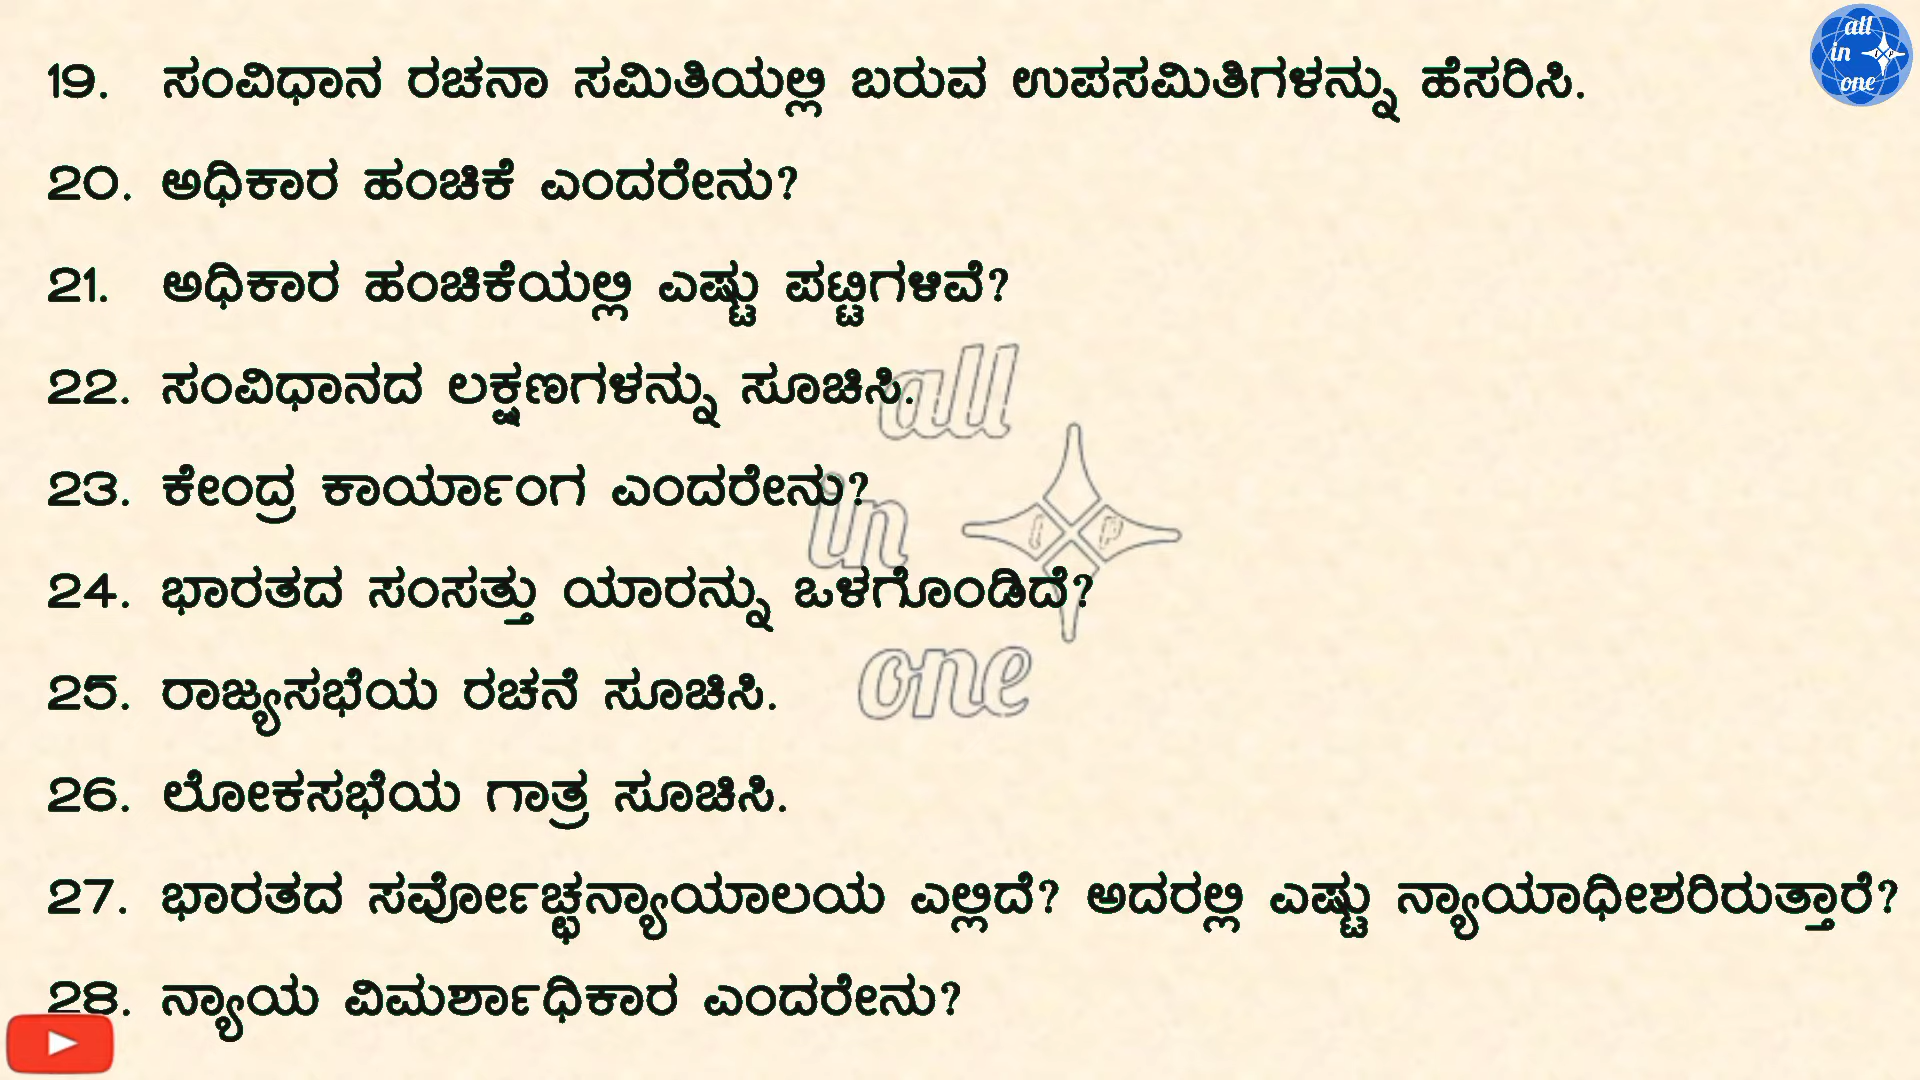 all
in
one
19. ಸಂವಿಧಾನ ರಚನಾ ಸಮಿತಿಯಲ್ಲಿ ಬರುವ ಉಪಸಮಿತಿಗಳನ್ನು ಹೆಸರಿಸಿ.
20. ಅಧಿಕಾರ ಹಂಚಿಕೆ ಎಂದರೇನು?
21. ಅಧಿಕಾರ ಹಂಚಿಕೆಯಲ್ಲಿ ಎಷ್ಟು ಪಟ್ಟಿಗಳಿವೆ?
22. ಸಂವಿಧಾನದ ಲಕ್ಷಣಗಳನ್ನು ಸೂಚಿಸಿ.
all
23. ಕೇಂದ್ರ ಕಾರ್ಯಾಂಗ ಎಂದರೇನು?
in
I P
24. ಭಾರತದ ಸಂಸತ್ತು ಯಾರನ್ನು ಒಳಗೊಂಡಿದೆ?
25. ರಾಜ್ಯಸಭೆಯ ರಚನೆ ಸೂಚಿಸಿ.
one
26. ಲೋಕಸಭೆಯ ಗಾತ್ರ ಸೂಚಿಸಿ.
27. ಭಾರತದ ಸರ್ವೋಚ್ಛನ್ಯಾಯಾಲಯ ಎಲ್ಲಿದೆ? ಅದರಲ್ಲಿ ಎಷ್ಟು ನ್ಯಾಯಾಧೀಶರಿರುತ್ತಾರೆ?
28. ನ್ಯಾಯ ವಿಮರ್ಶಾಧಿಕಾರ ಎಂದರೇನು?